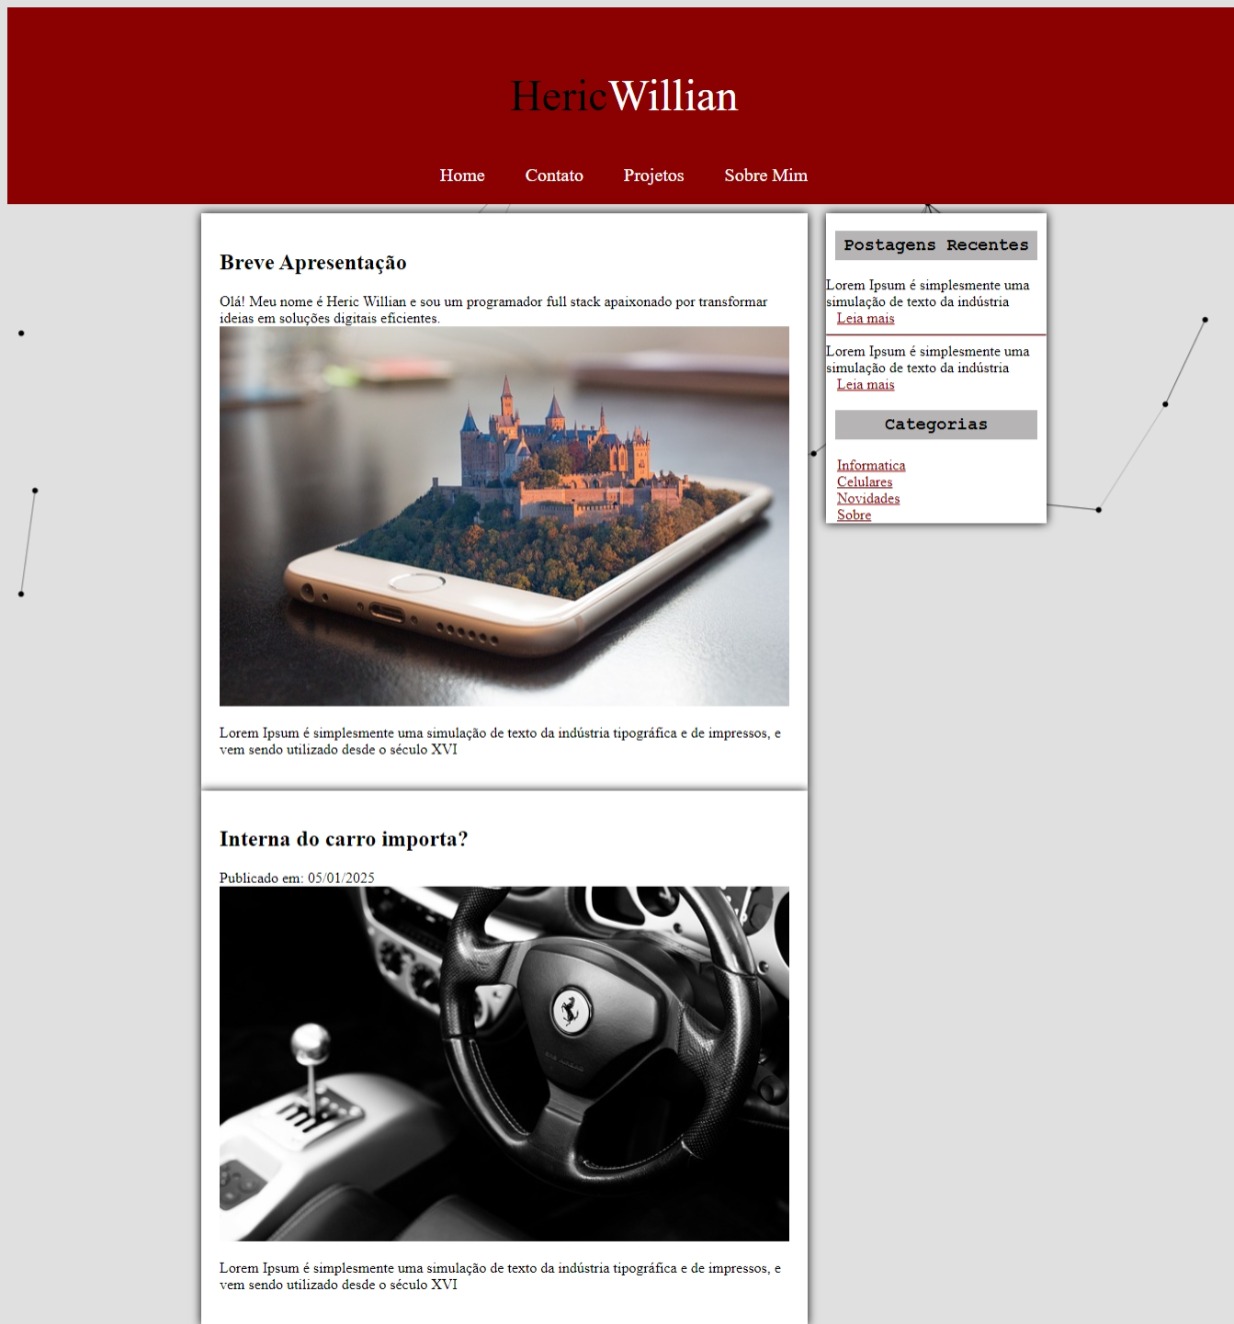 HericWillian
Home Contato Projetos Sobre Mim
Breve Apresentação
Olá! Meu nome é Heric Willian e sou um programador full stack apaixonado por transformar
ideias em soluções digitais eficientes.
Lorem Ipsum é simplesmente uma simulação de texto da indústria tipográfica e de impressos, e
vem sendo utilizado desde o século XVI
Interna do carro importa?
Publicado em: 05/01/2025
Lorem Ipsum é simplesmente uma simulação de texto da indústria tipográfica e de impressos, e
vem sendo utilizado desde o século XVI
Postagens Recentes
Lorem Ipsum é simplesmente uma
simulação de texto da indústria
Leia mais
Lorem Ipsum é simplesmente uma
simulação de texto da indústria
Leia mais
Categorias
Informatica
Celulares
Novidades
Sobre